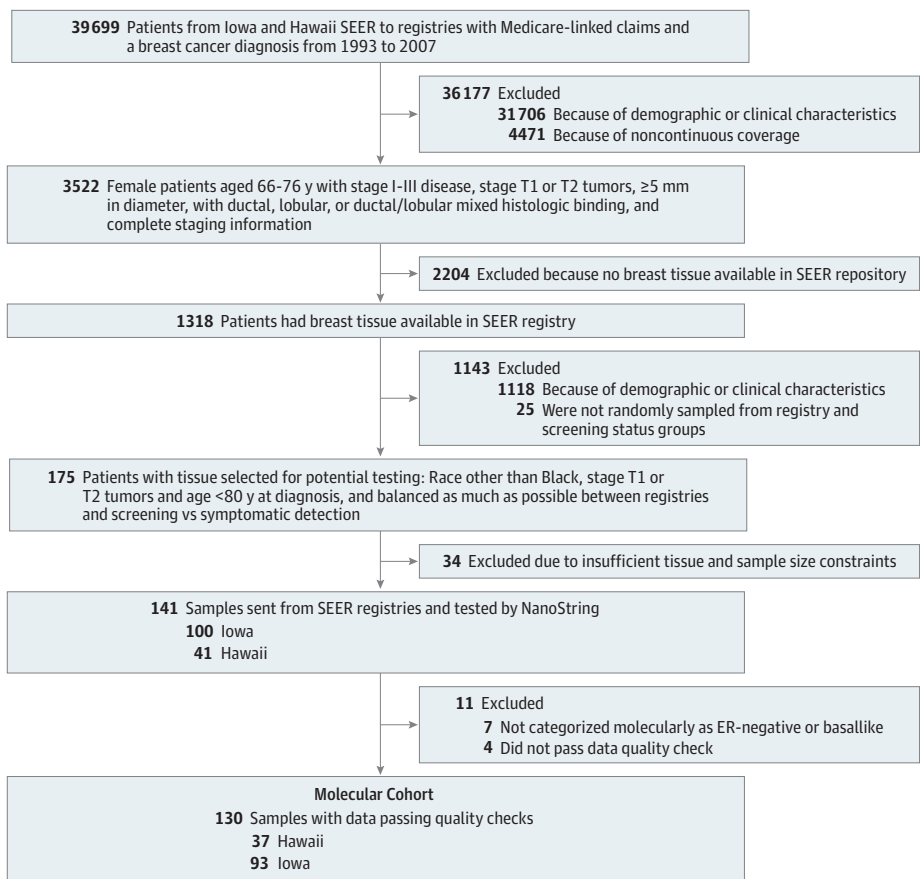 39699 Patients from Iowa and Hawaii SEER to registries with Medicare-linked claims and
a breast cancer diagnosis from 1993 to 2007
36177 Excluded
31706 Because of demographic or clinical characteristics
4471 Because of noncontinuous coverage
3522 Female patients aged 66-76 y with stage I-III disease, stage T1 or T2 tumors, ≥5 mm
in diameter, with ductal, lobular, or ductal/lobular mixed histologic binding, and
complete staging information
2204 Excluded because no breast tissue available in SEER repository
1318 Patients had breast tissue available in SEER registry
1143 Excluded
1118 Because of demographic or clinical characteristics
25 Were not randomly sampled from registry and
screening status groups
175 Patients with tissue selected for potential testing: Race other than Black, stage T1 or
T2 tumors and age <80 y at diagnosis, and balanced as much as possible between registries
and screening vs symptomatic detection
34 Excluded due to insufficient tissue and sample size constraints
141 Samples sent from SEER registries and tested by NanoString
100 Iowa
41 Hawaii
11 Excluded
7 Not categorized molecularly as ER-negative or basallike
4 Did not pass data quality check
Molecular Cohort
130 Samples with data passing quality checks
37 Hawaii
93 Iowa